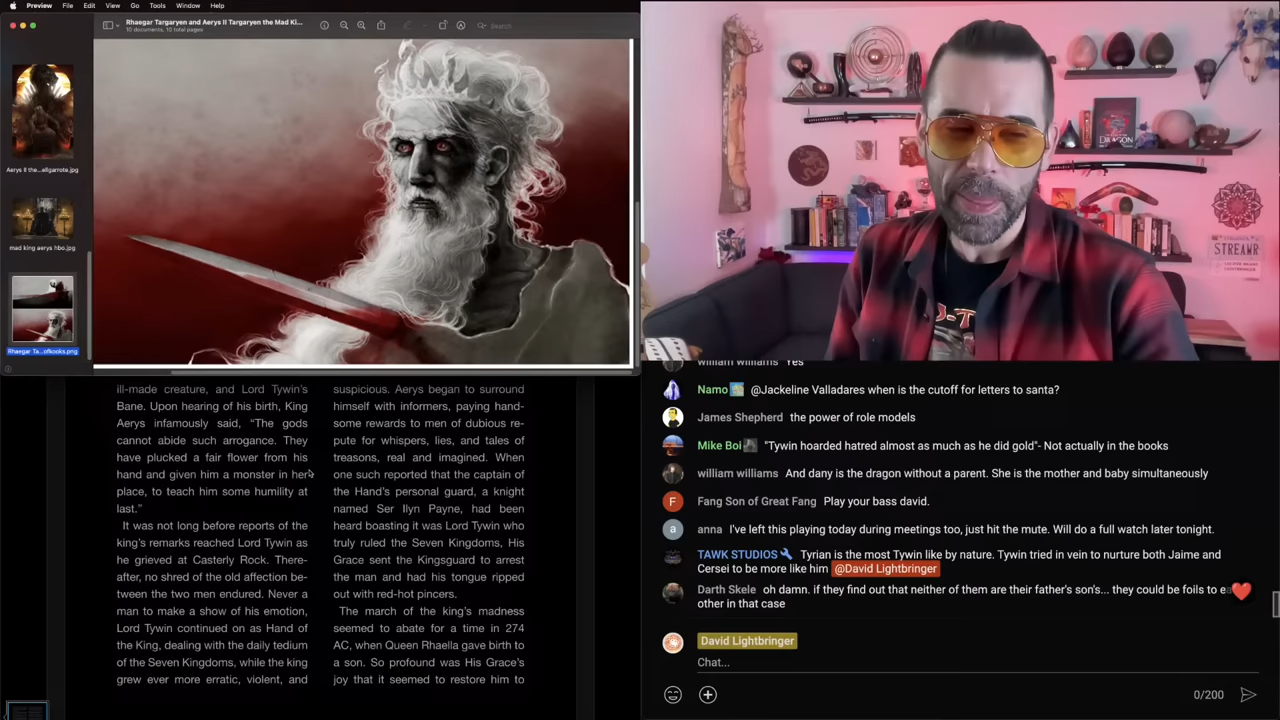 Preview File Edit View Go Tools Window Help
Rhaegar Targaryen and Aerys II Targaryen the Mad Ki...
10 documents, 10 total pages
Search
Aerys II the...ellgarrote.jpg
mad king aerys hbo.jpg
Rhaegar Ta...ofkooks.png
ill-made creature, and Lord Tywin's
Bane. Upon hearing of his birth, King
Aerys infamously said, “The gods
cannot abide such arrogance. They
have plucked a fair flower from his
hand and given him a monster in her
place, to teach him some humility at
last.”
It was not long before reports of the
king's remarks reached Lord Tywin as
he grieved at Casterly Rock. There-
after, no shred of the old affection be-
tween the two men endured. Never a
man to make a show of his emotion,
Lord Tywin continued on as Hand of
the King, dealing with the daily tedium
of the Seven Kingdoms, while the king
grew ever more erratic, violent, and
suspicious. Aerys began to surround
himself with informers, paying hand-
some rewards to men of dubious re-
pute for whispers, lies, and tales of
treasons, real and imagined. When
one such reported that the captain of
the Hand's personal guard, a knight
named Ser Ilyn Payne, had been
heard boasting it was Lord Tywin who
truly ruled the Seven Kingdoms, His
Grace sent the Kingsguard to arrest
the man and had his tongue ripped
out with red-hot pincers.
The march of the king's madness
seemed to abate for a time in 274
AC, when Queen Rhaella gave birth to
a son. So profound was His Grace's
joy that it seemed to restore him to
DRAGON
STREAWR
william williams Yes
Namo @Jackeline Valladares when is the cutoff for letters to santa?
James Shepherd the power of role models
Mike Boi "Tywin hoarded hatred almost as much as he did gold"- Not actually in the books
william williams And dany is the dragon without a parent. She is the mother and baby simultaneously
F Fang Son of Great Fang Play your bass david.
a anna I've left this playing today during meetings too, just hit the mute. Will do a full watch later tonight.
TAWK STUDIOS Tyrian is the most Tywin like by nature. Tywin tried in vein to nurture both Jaime and
Cersei to be more like him @David Lightbringer
Darth Skele oh damn. if they find out that neither of them are their father's son's... they could be foils to
other in that case
David Lightbringer
Chat...
0/200